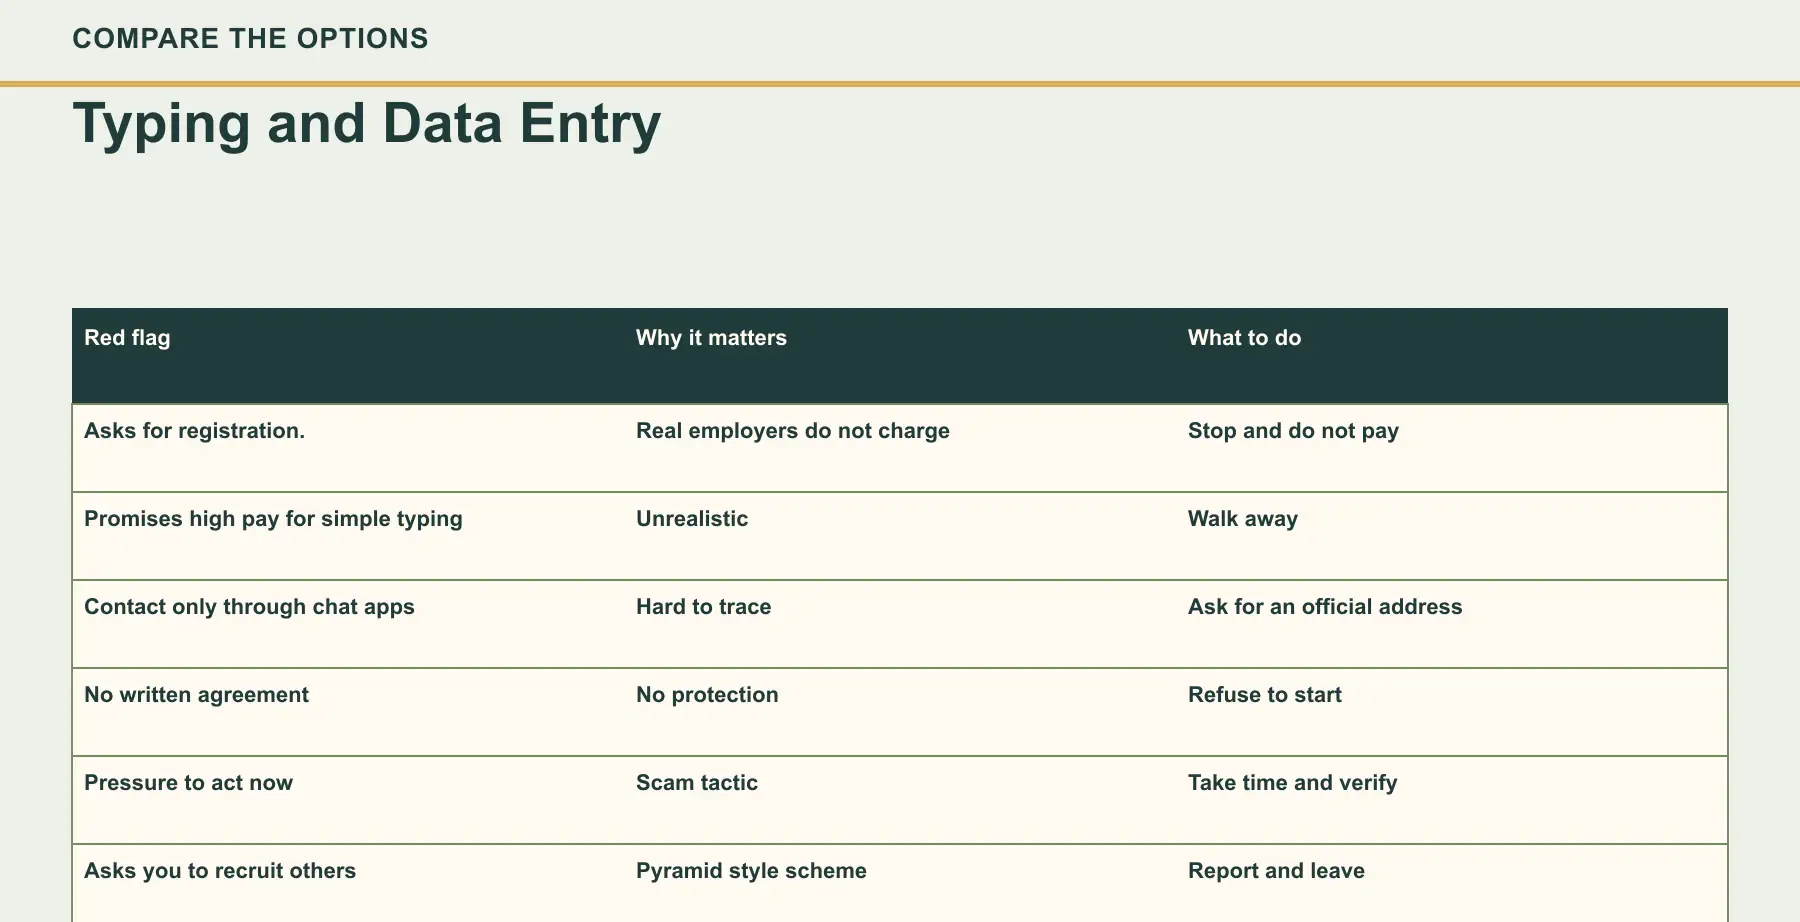 COMPARE THE OPTIONS
Typing and Data Entry
Red flag Why it matters What to do
Asks for registration. Real employers do not charge Stop and do not pay
Promises high pay for simple typing Unrealistic Walk away
Contact only through chat apps Hard to trace Ask for an official address
No written agreement No protection Refuse to start
Pressure to act now Scam tactic Take time and verify
Asks you to recruit others Pyramid style scheme Report and leave